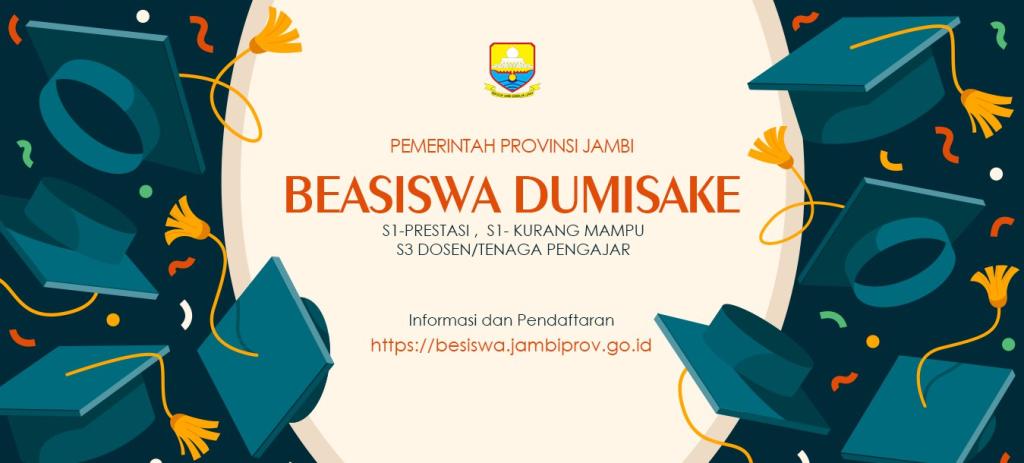 PEMERINTAH PROVINSI JAMBI
BEASISWA DUMISAKE
S1-PRESTASI , S1- KURANG MAMPU
S3 DOSEN/TENAGA PENGAJAR
Informasi dan Pendaftaran
https://besiswa.jambiprov.go.id